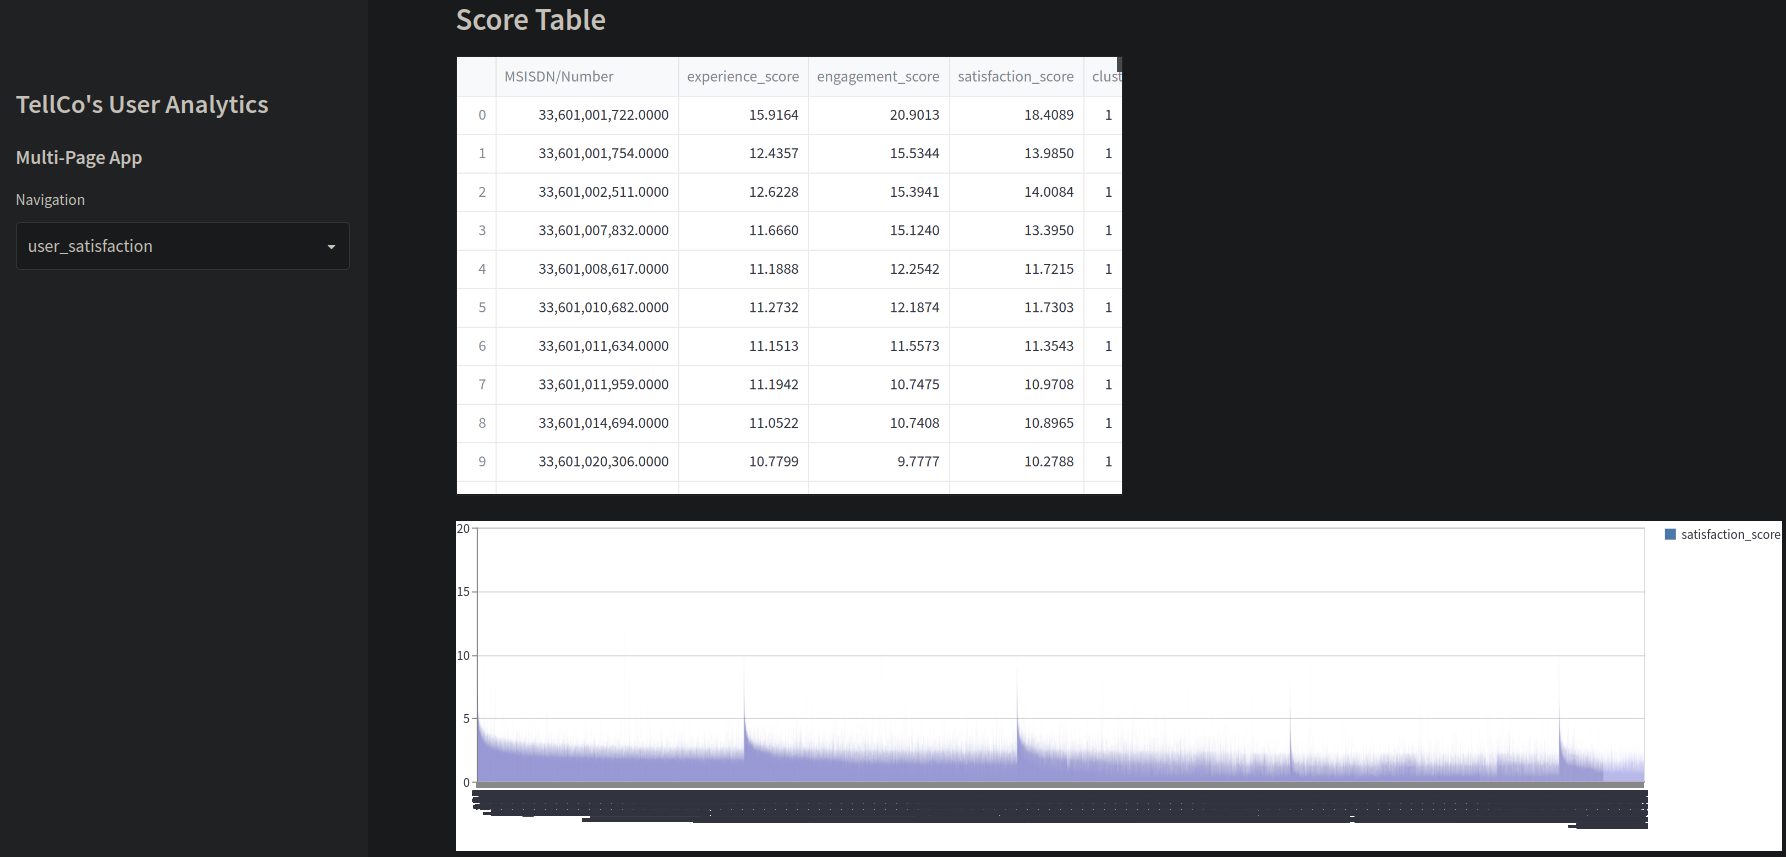 TellCo's User Analytics
Multi-Page App
Navigation
user_satisfaction
Score Table
MSISDN/Number experience_score engagement_score satisfaction_score clust
0 33,601,001,722.0000 15.9164 20.9013 18.4089 1
1 33,601,001,754.0000 12.4357 15.5344 13.9850 1
2 33,601,002,511.0000 12.6228 15.3941 14.0084 1
3 33,601,007,832.0000 11.6660 15.1240 13.3950 1
4 33,601,008,617.0000 11.1888 12.2542 11.7215 1
5 33,601,010,682.0000 11.2732 12.1874 11.7303 1
6 33,601,011,634.0000 11.1513 11.5573 11.3543 1
7 33,601,011,959.0000 11.1942 10.7475 10.9708 1
8 33,601,014,694.0000 11.0522 10.7408 10.8965 1
9 33,601,020,306.0000 10.7799 9.7777 10.2788 1
20
15
10
5
0
satisfaction_score